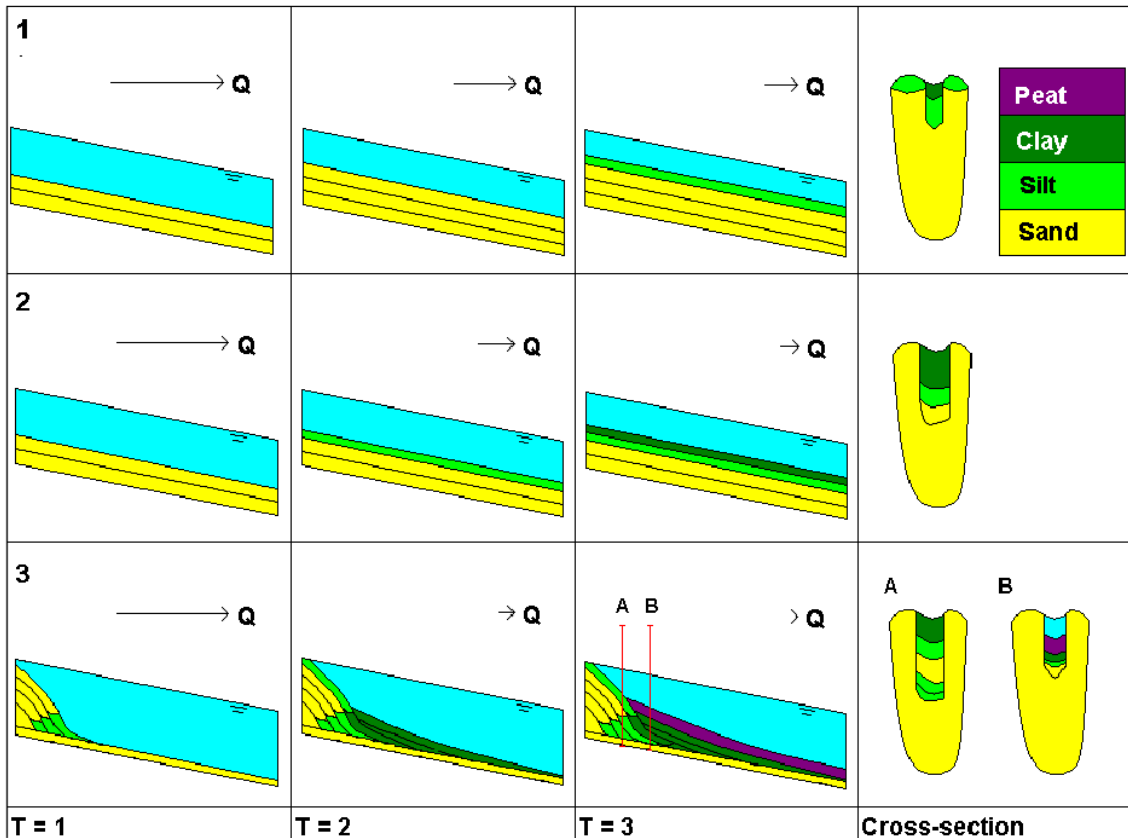 1
Q
Q
Q
Peat
Clay
Silt
Sand
2
Q
Q
Q
3
Q
Q
A B
Q
A B
T = 1
T = 2
T = 3
Cross-section